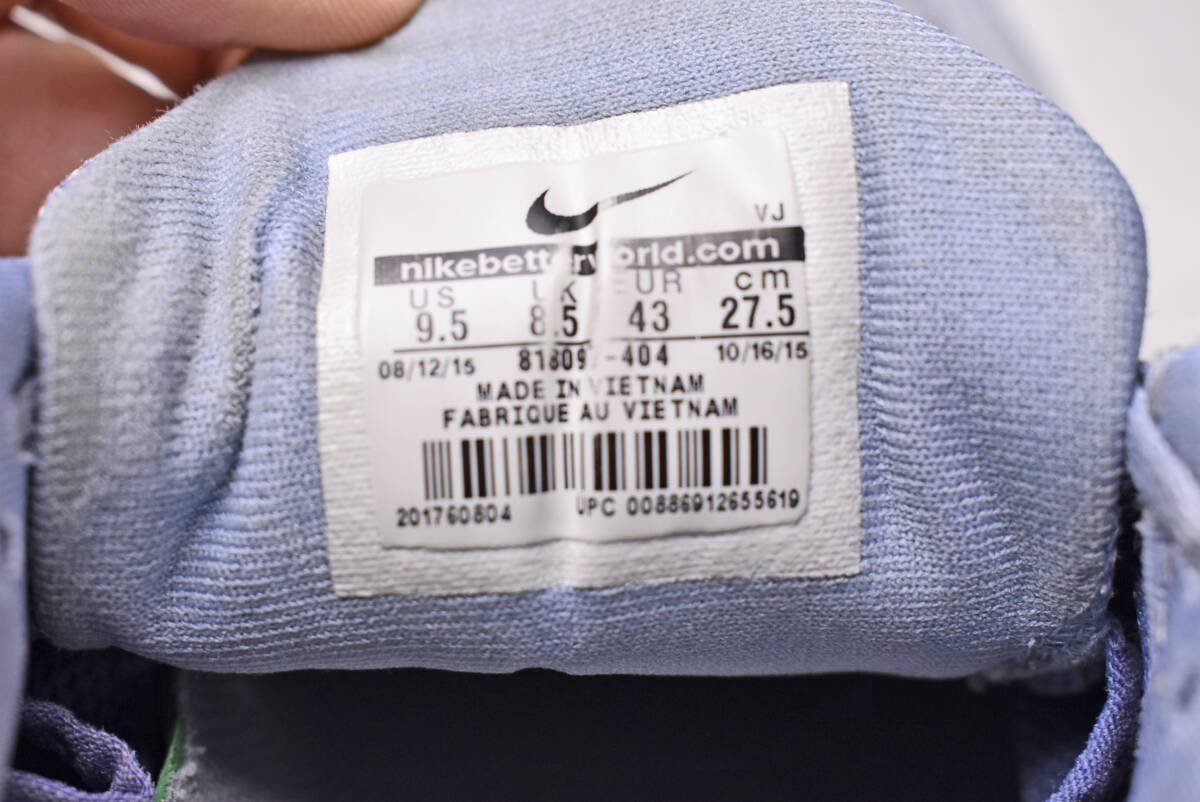 VJ
nikebetterworld.com
US UK EUR cm
9.5 8.5 43 27.5
08/12/15 -404 10/16/15
MADE IN VIETNAM
FABRIQUE AU VIETNAM
201760804 UPC 00886912655619